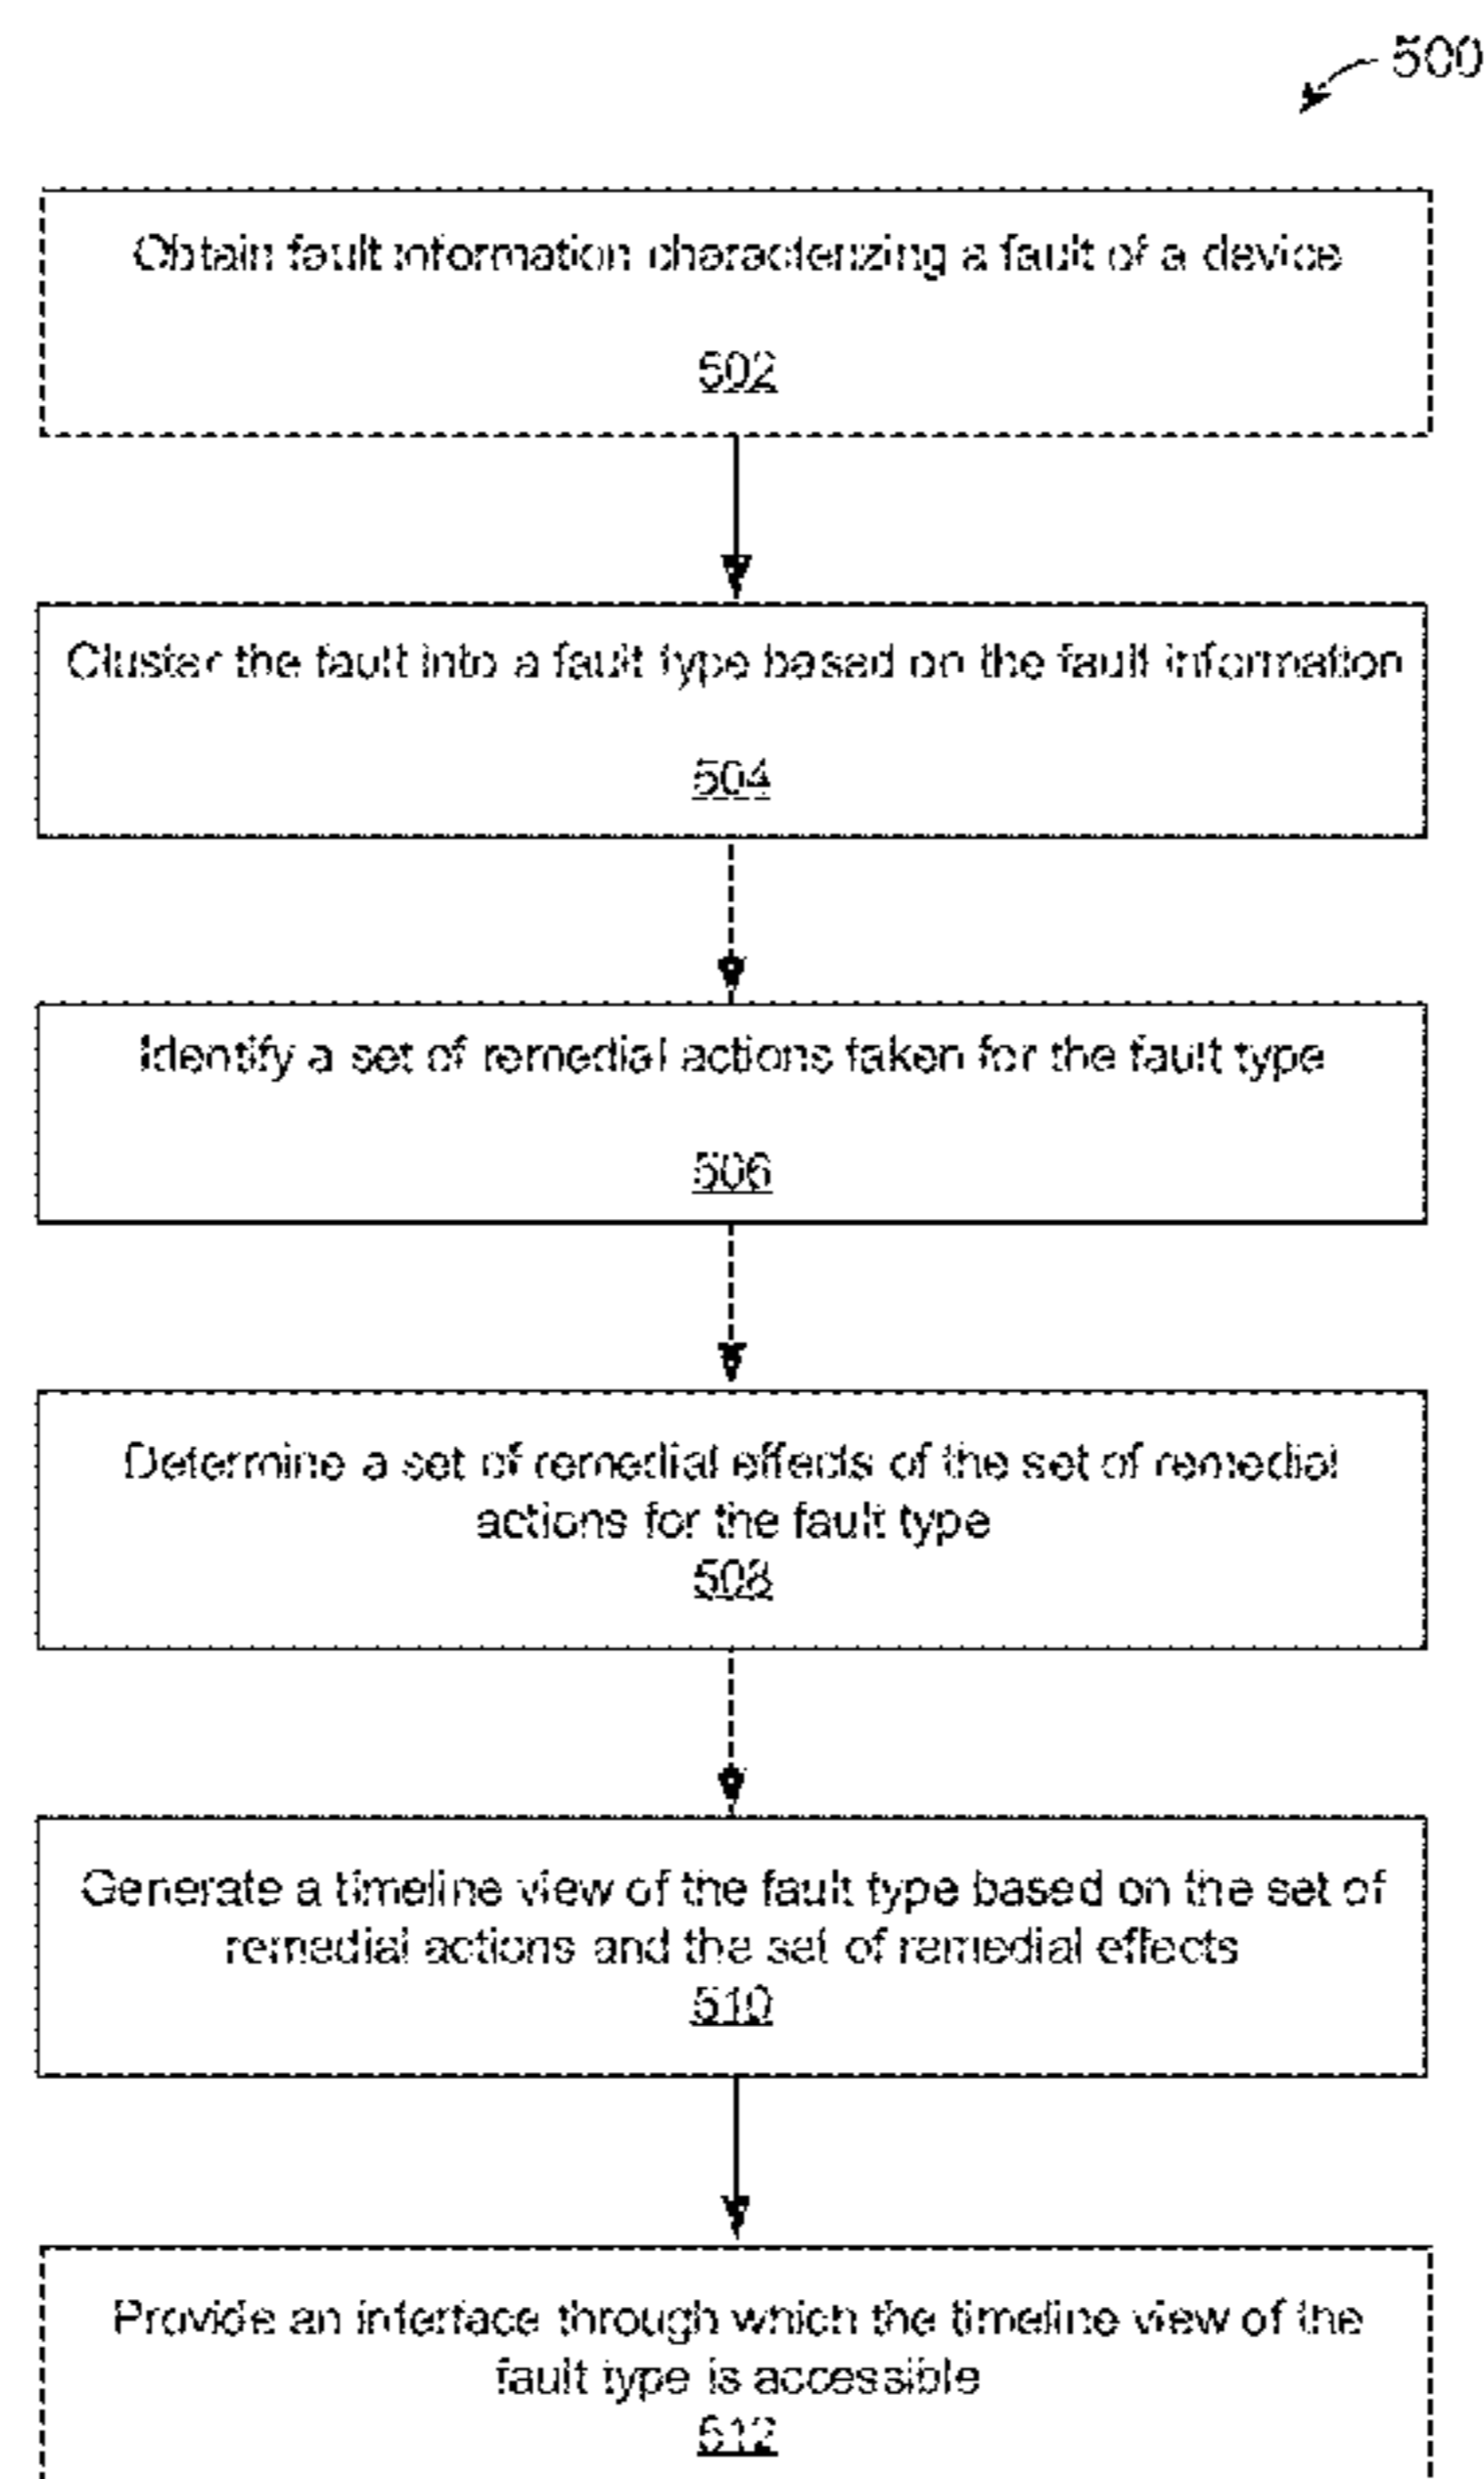 500
Obtain fault information characterizing a fault of a device
502
Cluster the fault into a fault type based on the fault information
504
Identify a set of remedial actions taken for the fault type
506
Determine a set of remedial effects of the set of remedial
actions for the fault type
508
Generate a timeline view of the fault type based on the set of
remedial actions and the set of remedial effects
510
Provide an interface through which the timeline view of the
fault type is accessible
512